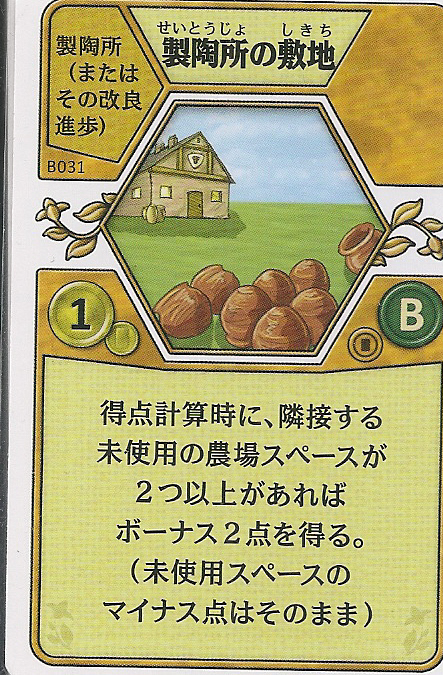 せいとうじょ しきち
製陶所の敷地
製陶所
（または
その改良
進歩）
B031
1
B
得点計算時に、隣接する
未使用の農場スペースが
２つ以上があれば
ボーナス２点を得る。
（未使用スペースの
マイナス点はそのまま）